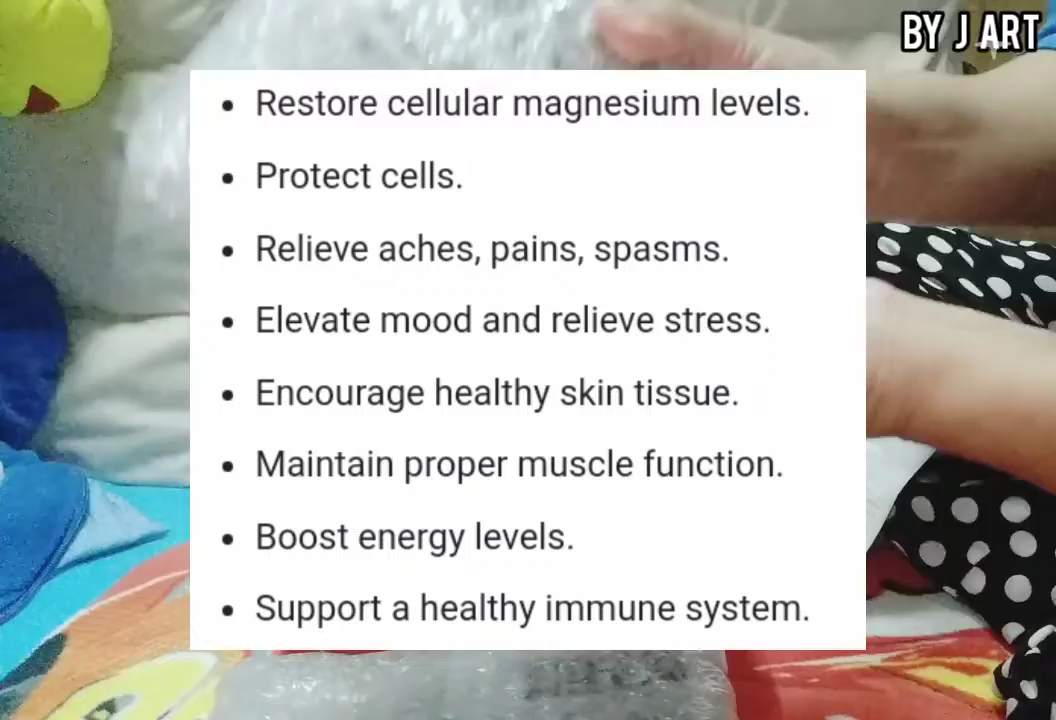 BY J ART
• Restore cellular magnesium levels.
• Protect cells.
• Relieve aches, pains, spasms.
• Elevate mood and relieve stress.
• Encourage healthy skin tissue.
• Maintain proper muscle function.
• Boost energy levels.
• Support a healthy immune system.